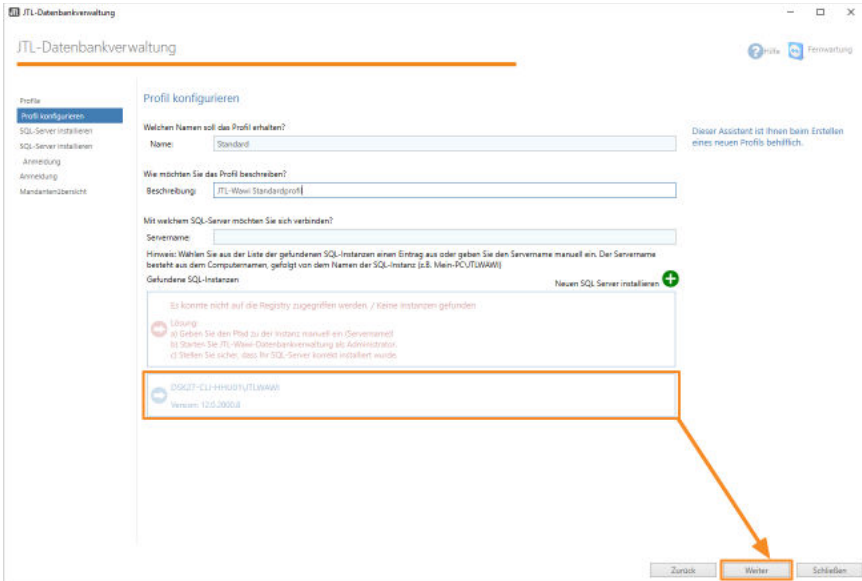 JTL-Datenbankverwaltung
JTL-Datenbankverwaltung
Hilfe
Fernwartung
Profile
Profil konfigurieren
SQL-Server installieren
SQL-Server installieren
Anmeldung
Anmeldung
Mandantenübersicht
Profil konfigurieren
Welchen Namen soll das Profil erhalten?
Name:
Standard
Dieser Assistent ist Ihnen beim Erstellen
eines neuen Profils behilflich.
Wie möchten Sie das Profil beschreiben?
Beschreibung:
JTL-Wawi Standardprofil
Mit welchem SQL-Server möchten Sie sich verbinden?
Servername:
Hinweis: Wählen Sie aus der Liste der gefundenen SQL-Instanzen einen Eintrag aus oder geben Sie den Servername manuell ein. Der Servername
besteht aus dem Computernamen, gefolgt von dem Namen der SQL-Instanz (z.B. Mein-PC\JTLWAWI)
Gefundene SQL-Instanzen
Neuen SQL Server installieren
Es konnte nicht auf die Registry zugegriffen werden. / Keine Instanzen gefunden
Lösung:
a) Geben Sie den Pfad zu der Instanz manuell ein (Servername)!
b) Starten Sie JTL-Wawi-Datenbankverwaltung als Administrator.
c) Stellen Sie sicher, dass Ihr SQL-Server korrekt installiert wurde.
Version: 12.0.2000.8
Zurück
Weiter
Schließen